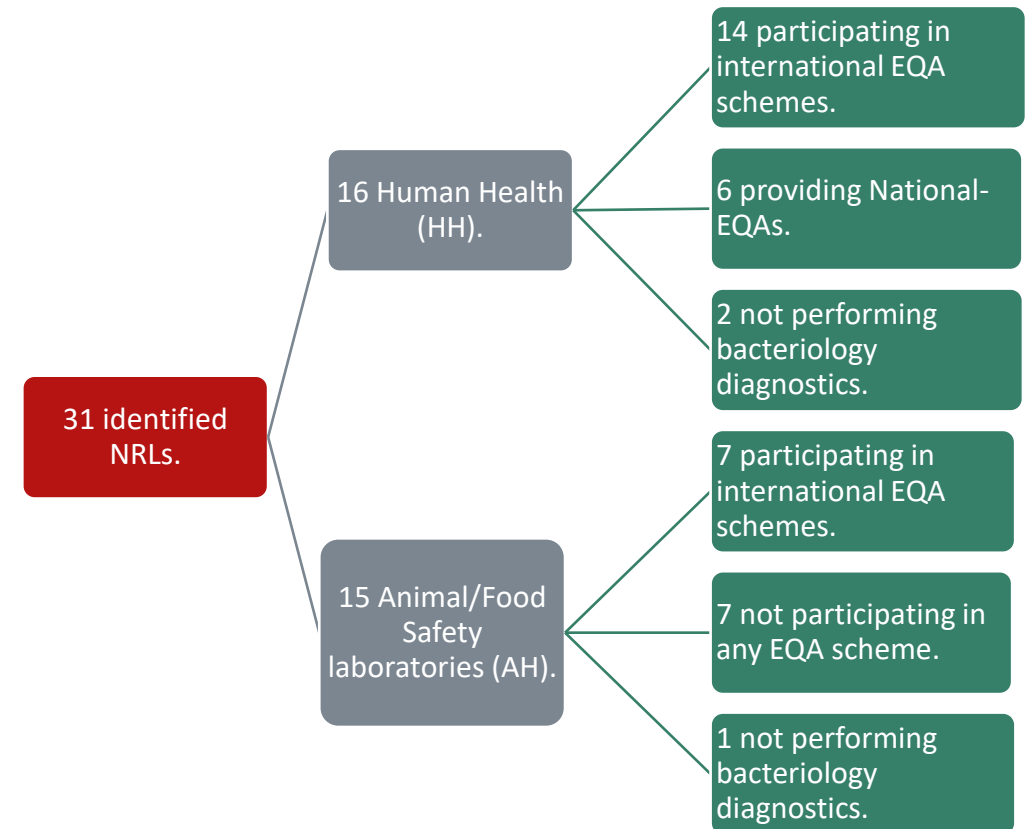 31 identified
NRLs.
16 Human Health
(HH).
14 participating in
international EQA
schemes.
6 providing National-
EQAs.
2 not performing
bacteriology
diagnostics.
15 Animal/Food
Safety
laboratories (AH).
7 participating in
international EQA
schemes.
7 not participating in
any EQA scheme.
1 not performing
bacteriology
diagnostics.